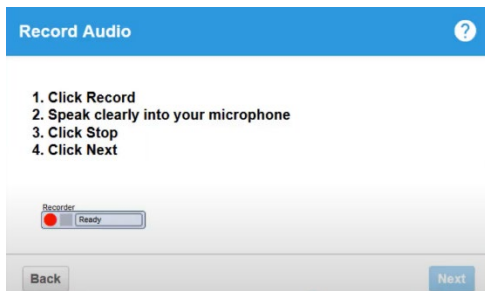 Record Audio
?
1. Click Record
2. Speak clearly into your microphone
3. Click Stop
4. Click Next
Recorder
Ready
Back
Next